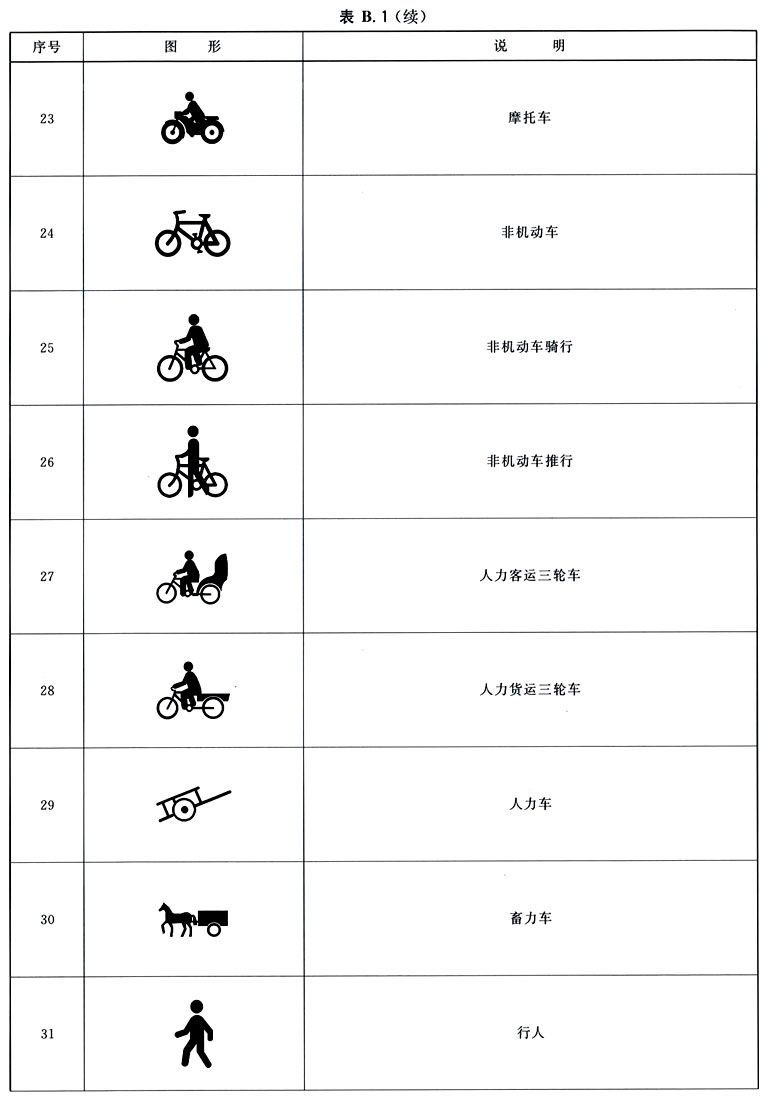 表 B.1（续）
序号 图 形 说 明
23 摩托车
24 非机动车
25 非机动车骑行
26 非机动车推行
27 人力客运三轮车
28 人力货运三轮车
29 人力车
30 畜力车
31 行人